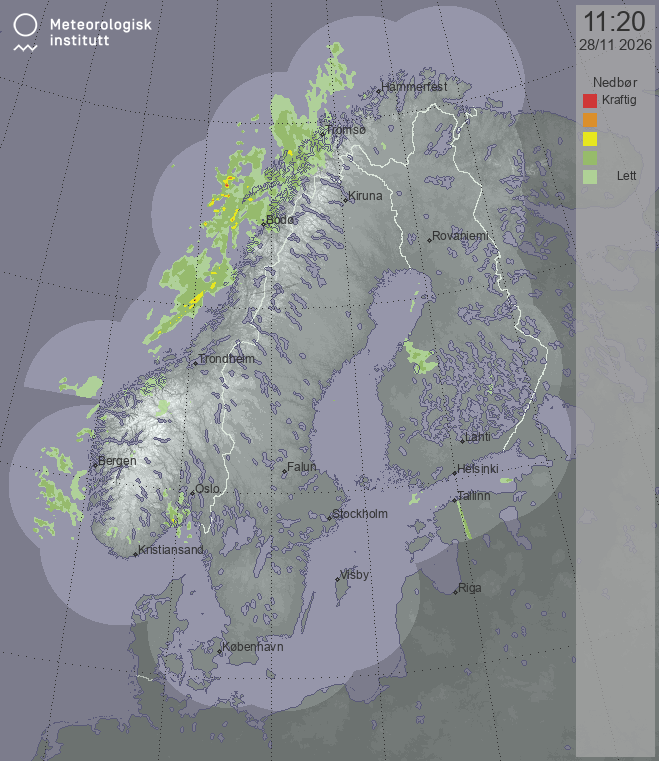 Meteorologisk
institutt
11:20
28/11 2026
Nedbør
Kraftig
Lett
Hammerfest
Tromsø
Kiruna
Bodø
Rovaniemi
Trondheim
Lahti
Bergen
Falun
Helsinki
Oslo
Tallinn
Stockholm
Kristiansand
Visby
Riga
København